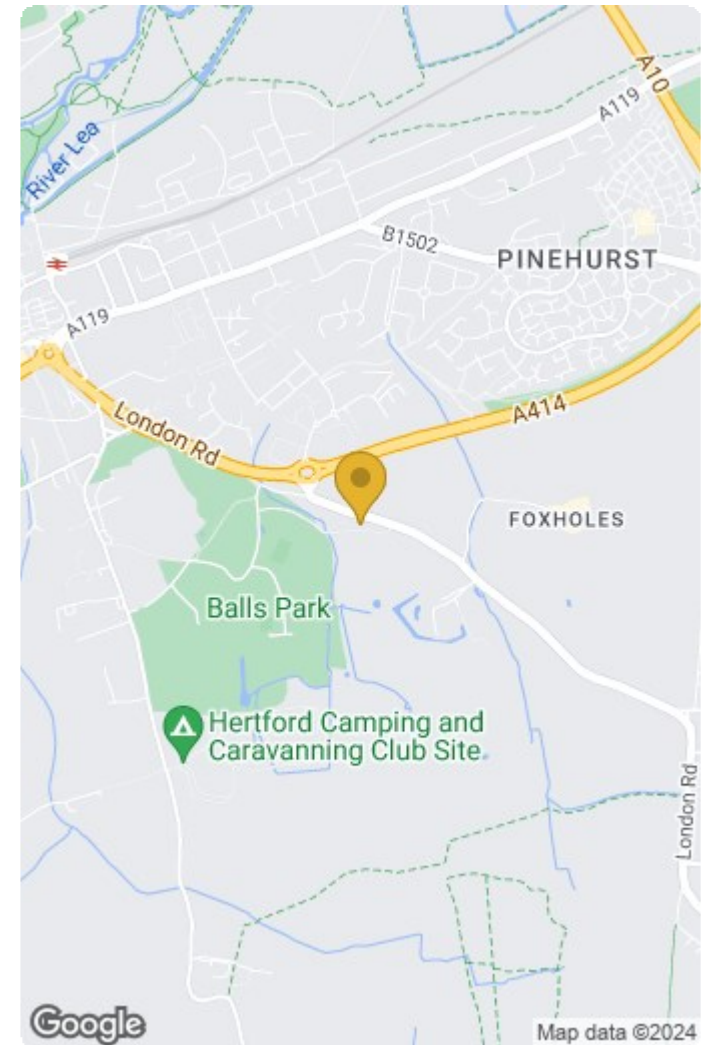 A10
A119
River Lea
B1502
PINEHURST
A119
London Rd
A414
FOXHOLES
Balls Park
Hertford Camping and
Caravanning Club Site
London Rd
Google
Map data ©2024